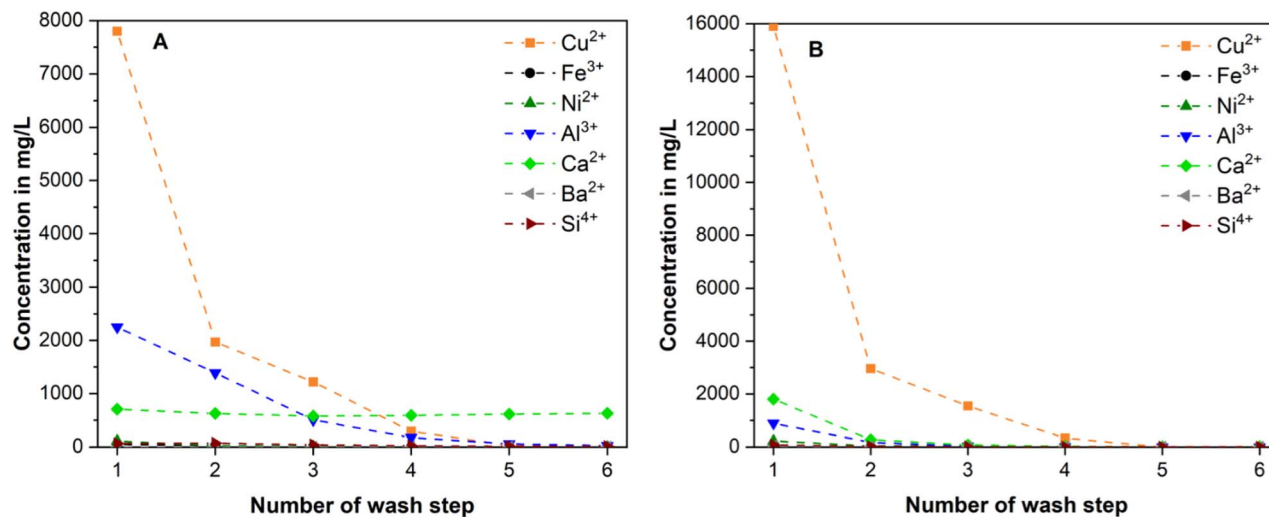 A
Concentration in mg/L
8000
7000
6000
5000
4000
3000
2000
1000
0
1 2 3 4 5 6
Number of wash step
Cu²⁺
Fe³⁺
Ni²⁺
Al³⁺
Ca²⁺
Ba²⁺
Si⁴⁺
B
Concentration in mg/L
16000
14000
12000
10000
8000
6000
4000
2000
0
1 2 3 4 5 6
Number of wash step
Cu²⁺
Fe³⁺
Ni²⁺
Al³⁺
Ca²⁺
Ba²⁺
Si⁴⁺